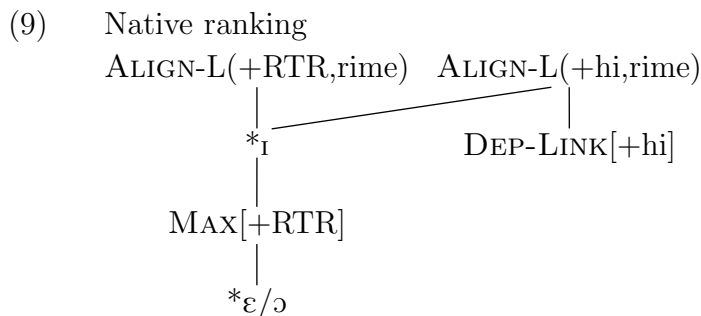 (9) Native ranking
ALIGN-L(+RTR,rime) ALIGN-L(+hi,rime)
*ɪ DEP-LINK[+hi]
MAX[+RTR]
*ɛ/ɔ